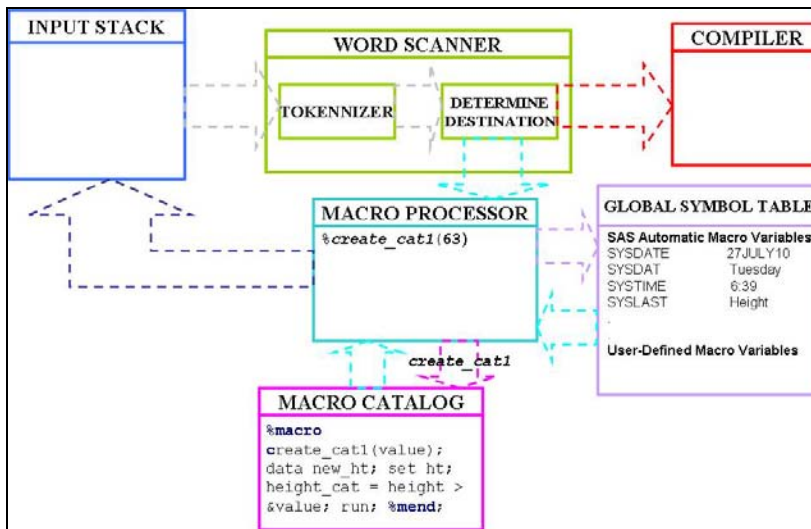 INPUT STACK
WORD SCANNER
COMPILER
TOKENNIZER
DETERMINE
DESTINATION
MACRO PROCESSOR
%create_cat1(63)
GLOBAL SYMBOL TABLE
SAS Automatic Macro Variables
SYSDATE 27JULY10
SYSDAT Tuesday
SYSTIME 6:39
SYSLAST Height
.
User-Defined Macro Variables
create_cat1
MACRO CATALOG
%macro
create_cat1(value);
data new_ht; set ht;
height_cat = height >
&value; run; %mend;